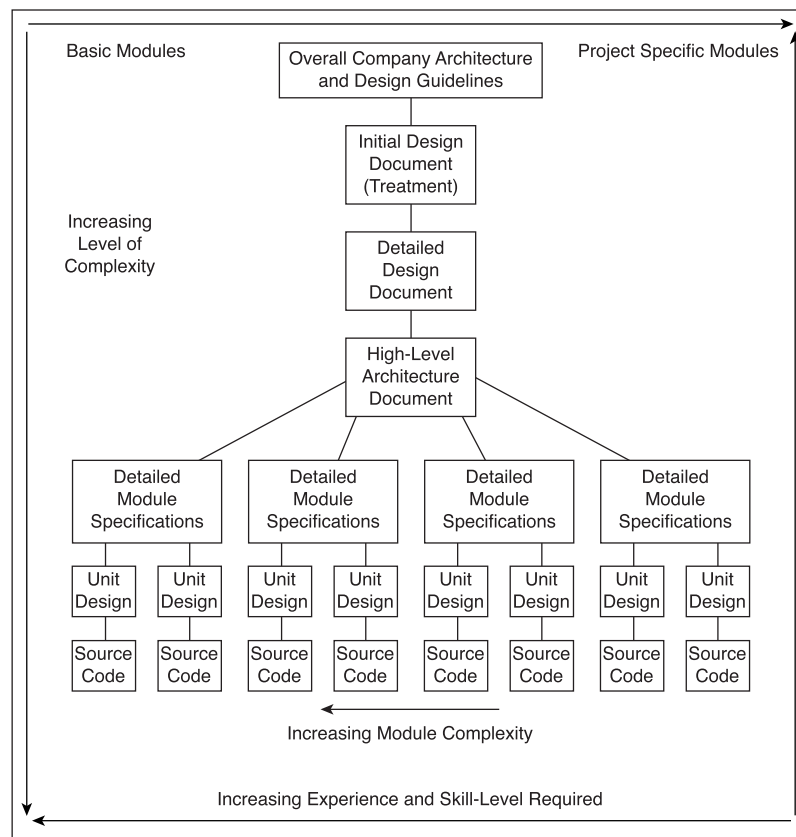 Basic Modules
Project Specific Modules
Overall Company Architecture
and Design Guidelines
Initial Design
Document
(Treatment)
Increasing
Level of
Complexity
Detailed
Design
Document
High-Level
Architecture
Document
Detailed
Module
Specifications
Detailed
Module
Specifications
Detailed
Module
Specifications
Detailed
Module
Specifications
Unit
Design
Unit
Design
Unit
Design
Unit
Design
Unit
Design
Unit
Design
Unit
Design
Unit
Design
Source
Code
Source
Code
Source
Code
Source
Code
Source
Code
Source
Code
Source
Code
Source
Code
Increasing Module Complexity
Increasing Experience and Skill-Level Required